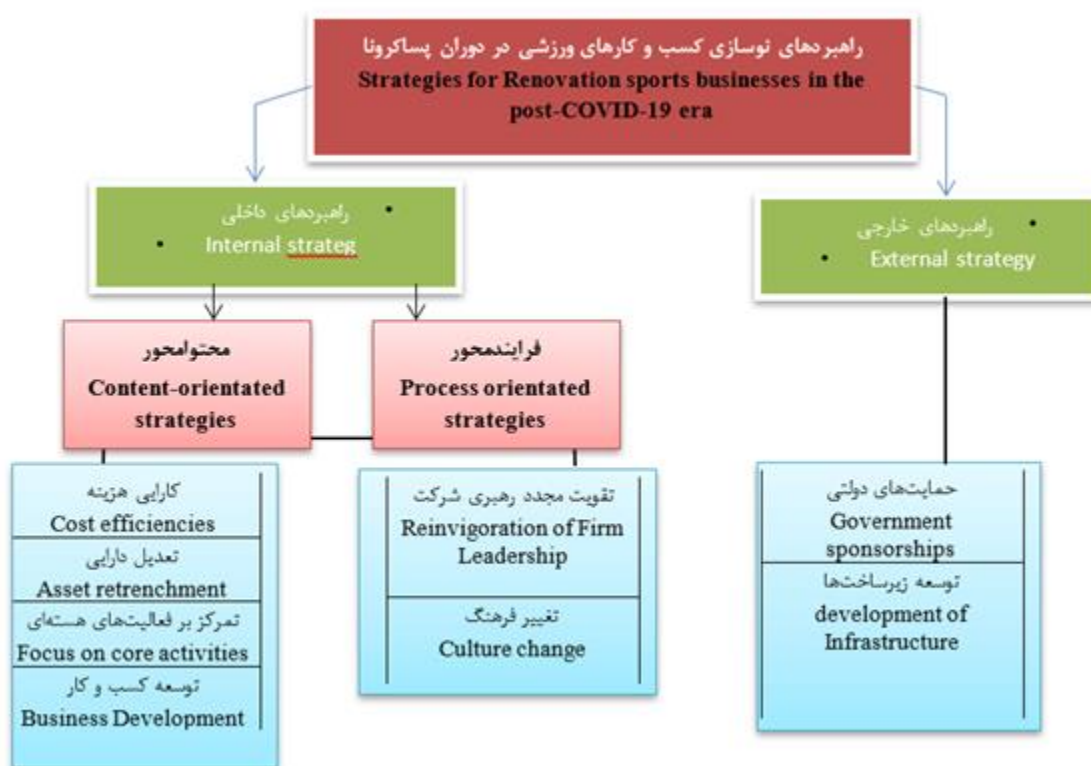 راهبردهای نوسازی کسب و کارهای ورزشی در دوران پساکرونا
Strategies for Renovation sports businesses in the
post-COVID-19 era
• راهبردهای داخلی
• Internal strateg
• راهبردهای خارجی
• External strategy
محتوامحور
Content-orientated
strategies
فرایندمحور
Process orientated
strategies
کارایی هزینه
Cost efficiencies
تعدیل دارایی
Asset retrenchment
تمرکز بر فعالیت‌های هسته‌ای
Focus on core activities
توسعه کسب و کار
Business Development
تقویت مجدد رهبری شرکت
Reinvigoration of Firm
Leadership
تغییر فرهنگ
Culture change
حمایت‌های دولتی
Government
sponsorships
توسعه زیرساخت‌ها
development of
Infrastructure